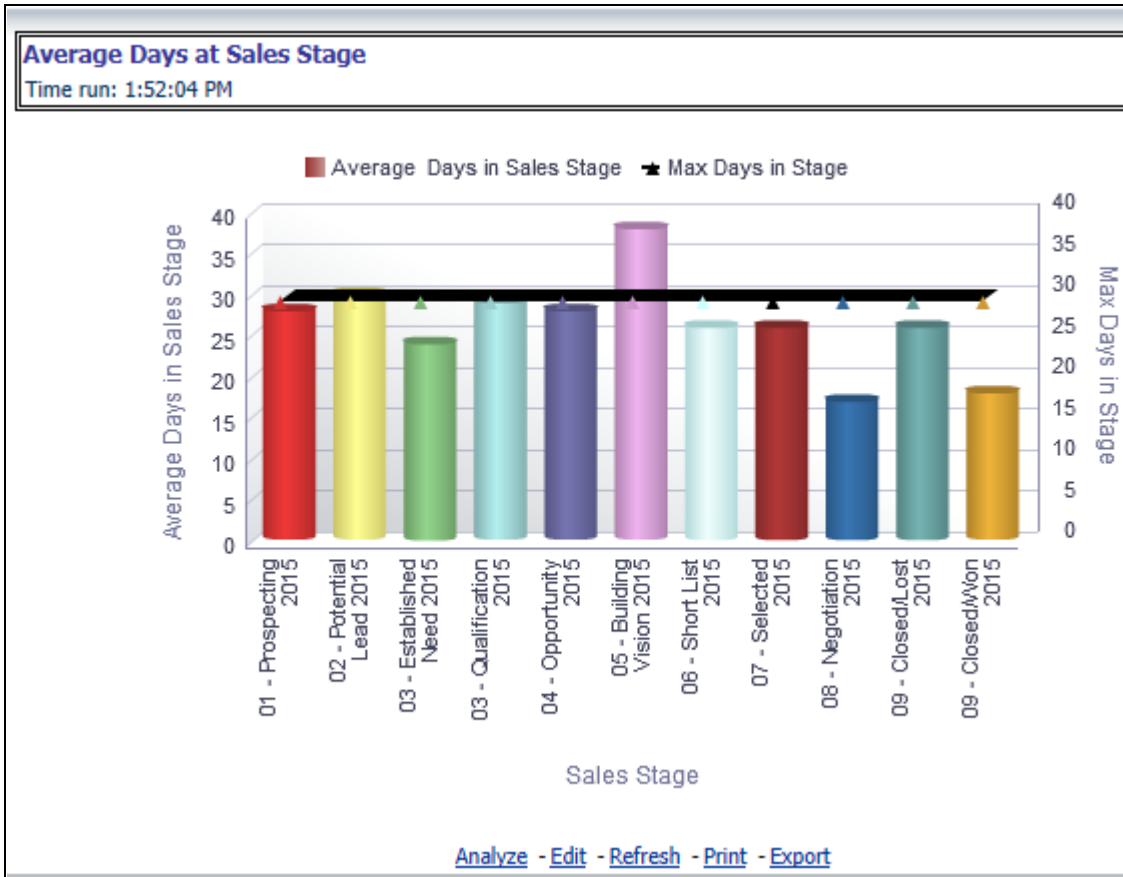 Average Days at Sales Stage
Time run: 1:52:04 PM
Average  Days in Sales Stage
Max Days in Stage
Average Days in Sales Stage
40
35
30
25
20
15
10
5
0
40
35
30
25
20
15
10
5
0
Max Days in Stage
01 - Prospecting
2015
02 - Potential
Lead 2015
03 - Established
Need 2015
03 - Qualification
2015
04 - Opportunity
2015
05 - Building
Vision 2015
06 - Short List
2015
07 - Selected
2015
08 - Negotiation
2015
09 - Closed/Lost
2015
09 - Closed/Won
2015
Sales Stage
Analyze - Edit - Refresh - Print - Export